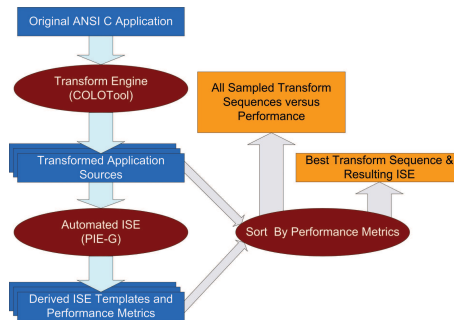 Original ANSI C Application
Transform Engine
(COLOTool)
All Sampled Transform
Sequences versus
Performance
Transformed Application
Sources
Best Transform Sequence &
Resulting ISE
Automated ISE
(PIE-G)
Sort By Performance Metrics
Derived ISE Templates and
Performance Metrics